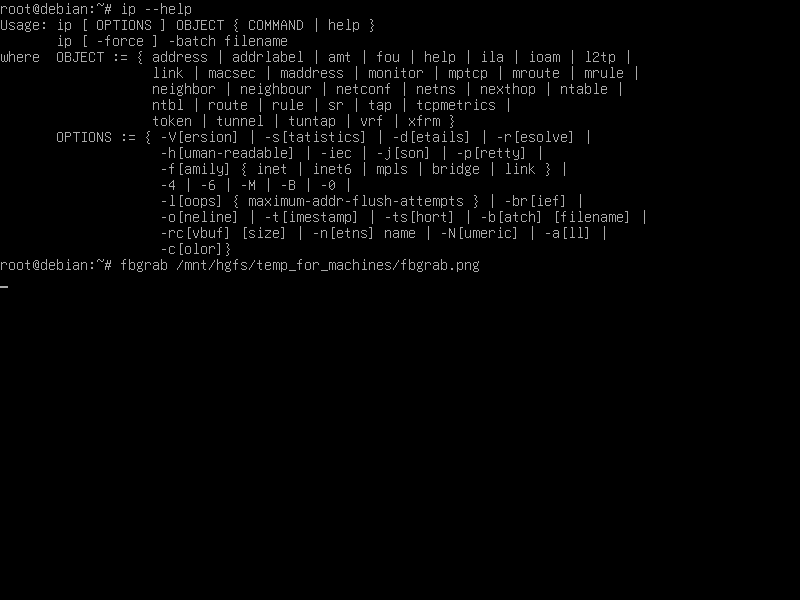 root@debian:~# ip --help
Usage: ip [ OPTIONS ] OBJECT { COMMAND | help }
       ip [ -force ] -batch filename
where  OBJECT := { address | addrlabel | amt | fou | help | ila | ioam | l2tp |
                   link | macsec | maddress | monitor | mptcp | mroute | mrule |
                   neighbor | neighbour | netconf | netns | nexthop | ntable |
                   ntbl | route | rule | sr | tap | tcpmetrics |
                   token | tunnel | tuntap | vrf | xfrm }
       OPTIONS := { -V[ersion] | -s[tatistics] | -d[etails] | -r[esolve] |
                    -h[uman-readable] | -iec | -j[son] | -p[retty] |
                    -f[amily] { inet | inet6 | mpls | bridge | link } |
                    -4 | -6 | -M | -B | -0 |
                    -l[oops] { maximum-addr-flush-attempts } | -br[ief] |
                    -o[neline] | -t[imestamp] | -ts[hort] | -b[atch] [filename] |
                    -rc[vbuf] [size] | -n[etns] name | -N[umeric] | -a[ll] |
                    -c[olor]}
root@debian:~# fbgrab /mnt/hgfs/temp_for_machines/fbgrab.png